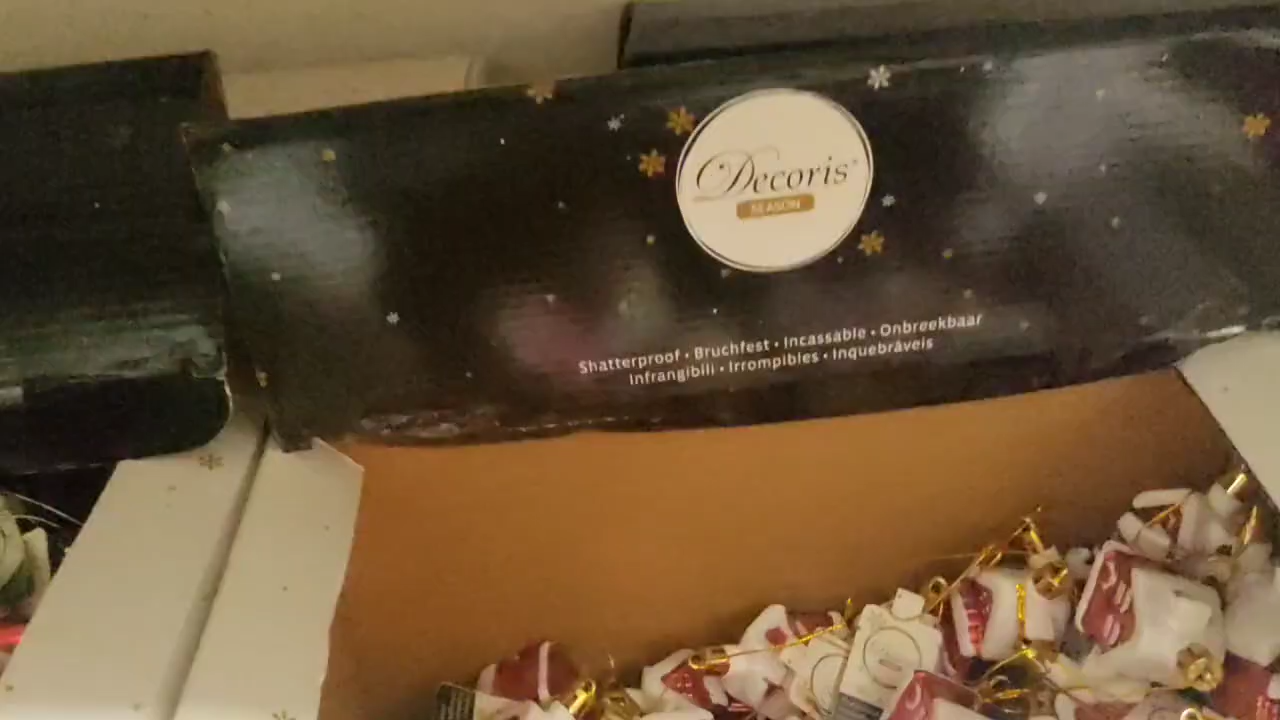 Decoris®
SEASON
Shatterproof • Bruchfest • Incassable • Onbreekbaar
Infrangibili • Irrompibles • Inquebráveis